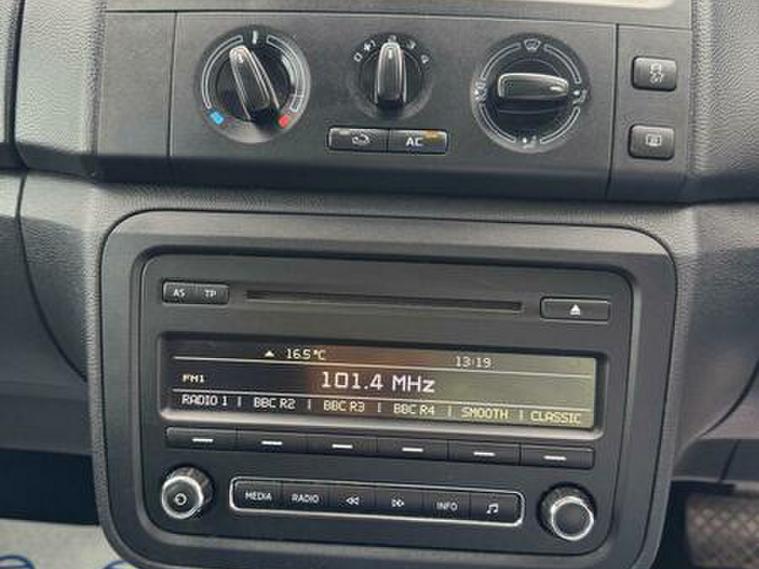 AC
AS TP
16.5°C 13:19
FM1 101.4 MHz
RADIO 1 | BBC R2 | BBC R3 | BBC R4 | SMOOTH | CLASSIC
MEDIA RADIO INFO